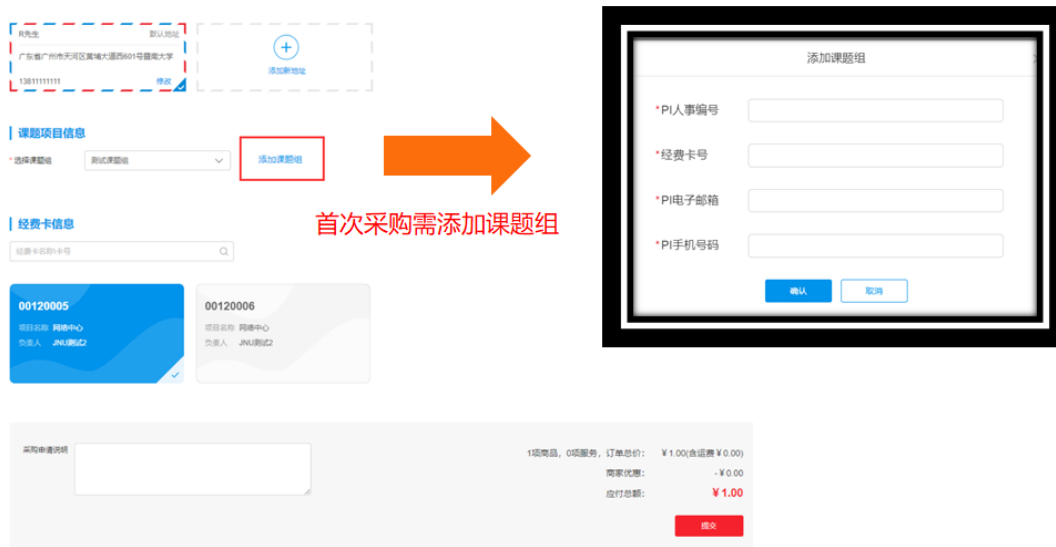 R先生 默认地址
广东省广州市天河区黄埔大道西601号暨南大学
13811111111 修改
添加新地址
课题项目信息
*选择课题组 测试课题组 添加课题组
首次采购需添加课题组
经费卡信息
经费卡名称\卡号
00120005
项目名称 网络中心
负责人 JNU测试2
00120006
项目名称 网络中心
负责人 JNU测试2
添加课题组
*PI人事编号
*经费卡号
*PI电子邮箱
*PI手机号码
确认 取消
采购申请说明
1项商品，0项服务，订单总价： ¥1.00(含运费¥0.00)
商家优惠： -¥0.00
应付总额： ¥1.00
提交